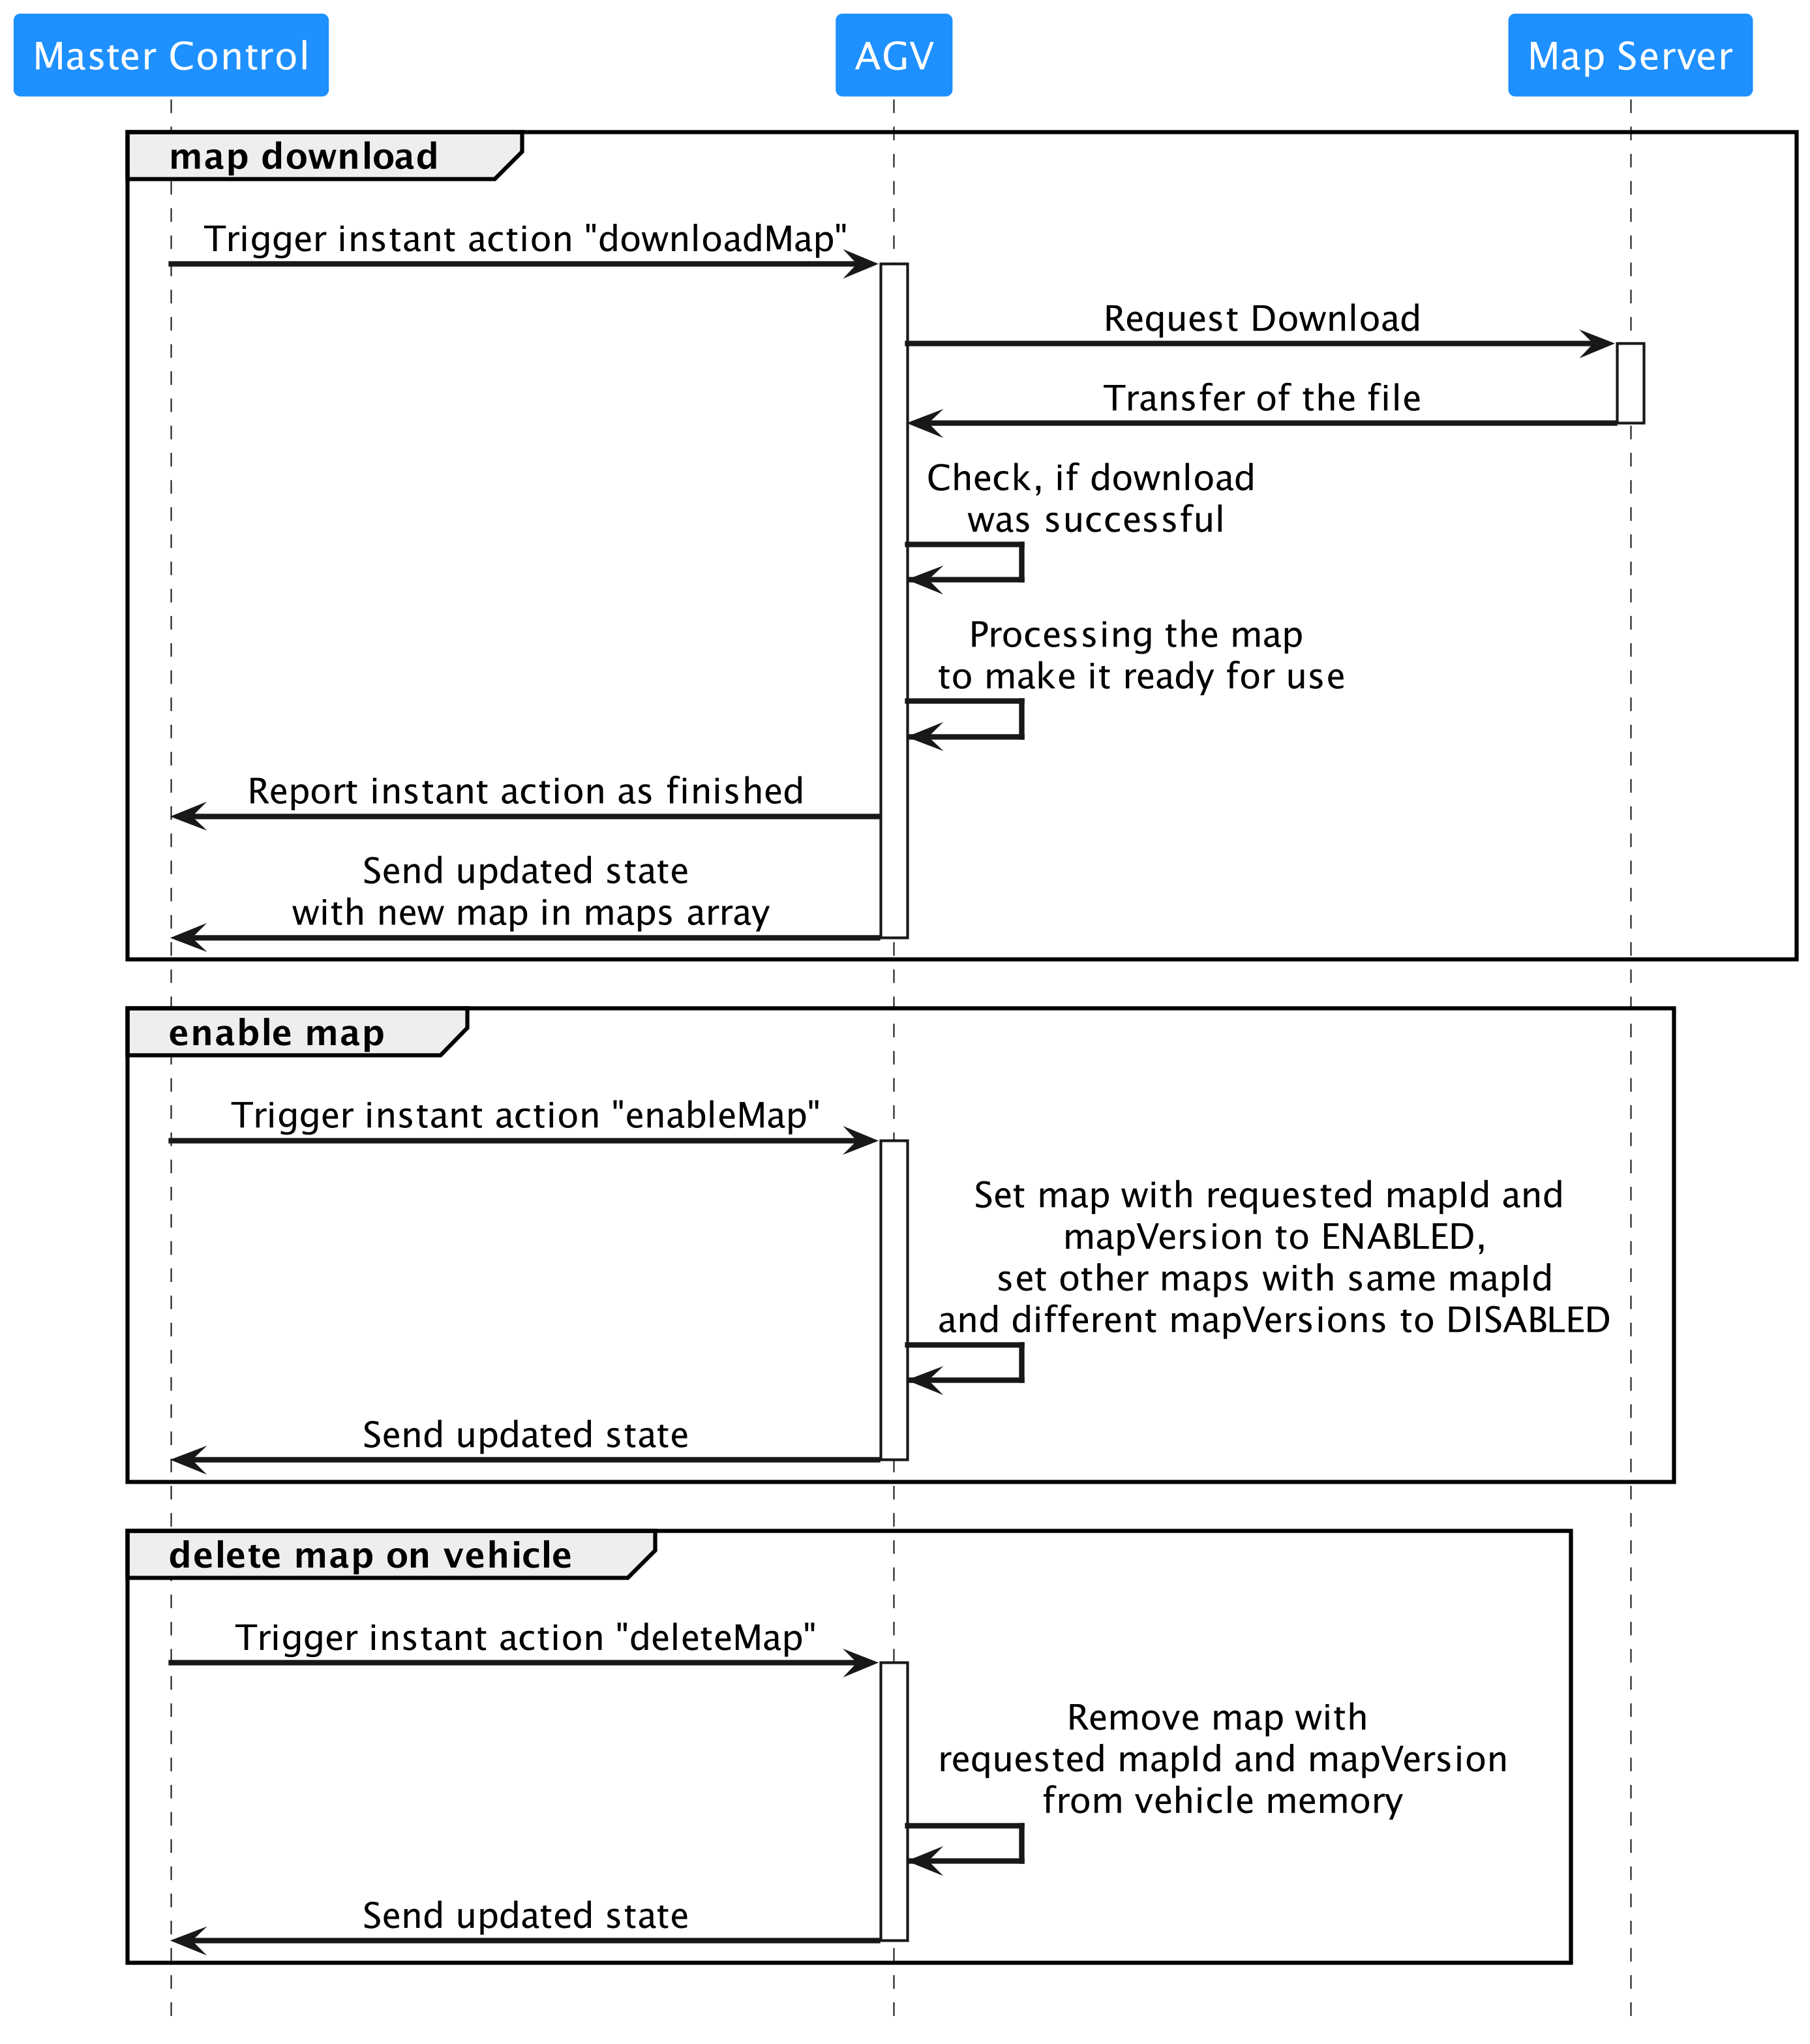 Master Control
AGV
Map Server
map download
Trigger instant action "downloadMap"
Request Download
Transfer of the file
Check, if download
was successful
Processing the map
to make it ready for use
Report instant action as finished
Send updated state
with new map in maps array
enable map
Trigger instant action "enableMap"
Set map with requested mapId and
mapVersion to ENABLED,
set other maps with same mapId
and different mapVersions to DISABLED
Send updated state
delete map on vehicle
Trigger instant action "deleteMap"
Remove map with
requested mapId and mapVersion
from vehicle memory
Send updated state